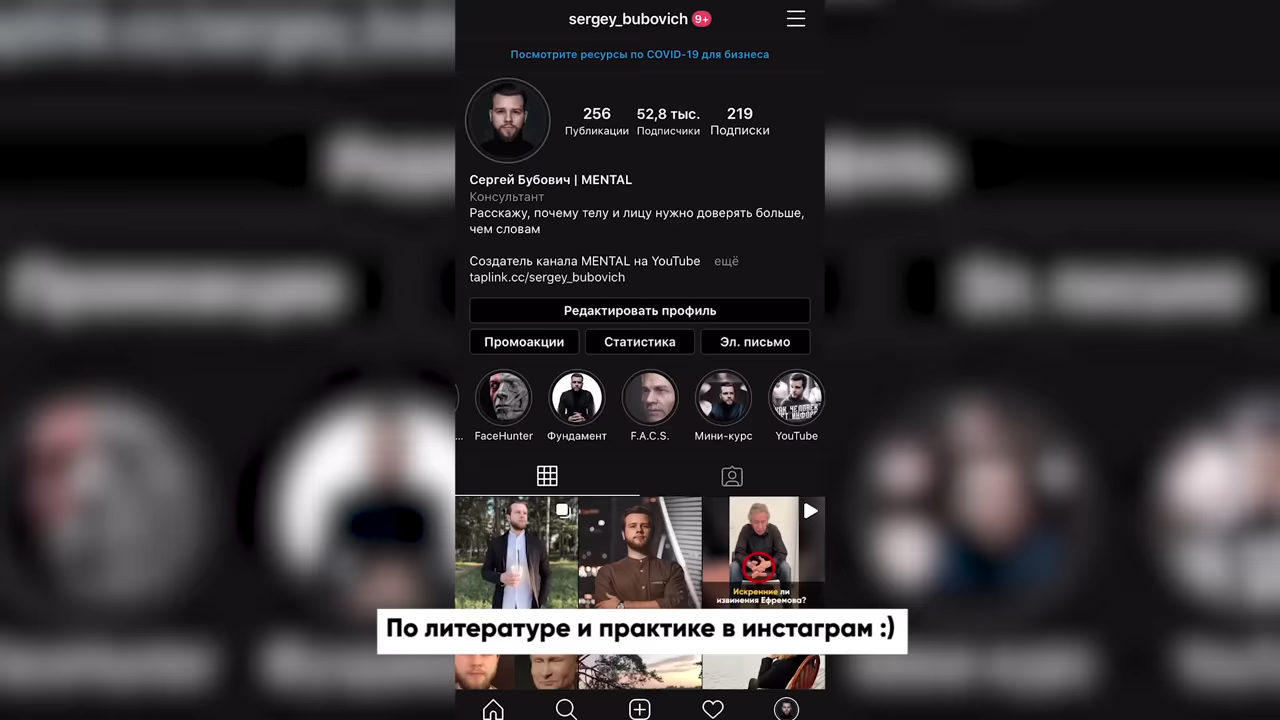 sergey_bubovich 9+
Посмотрите ресурсы по COVID-19 для бизнеса
256 52,8 тыс. 219
Публикации Подписчики Подписки
Сергей Бубович | MENTAL
Консультант
Расскажу, почему телу и лицу нужно доверять больше,
чем словам
Создатель канала MENTAL на YouTube ещё
taplink.cc/sergey_bubovich
Редактировать профиль
Промоакции Статистика Эл. письмо
... FaceHunter Фундамент F.A.C.S. Мини-курс YouTube
Искренние ли
извинения Ефремова?
По литературе и практике в инстаграм :)